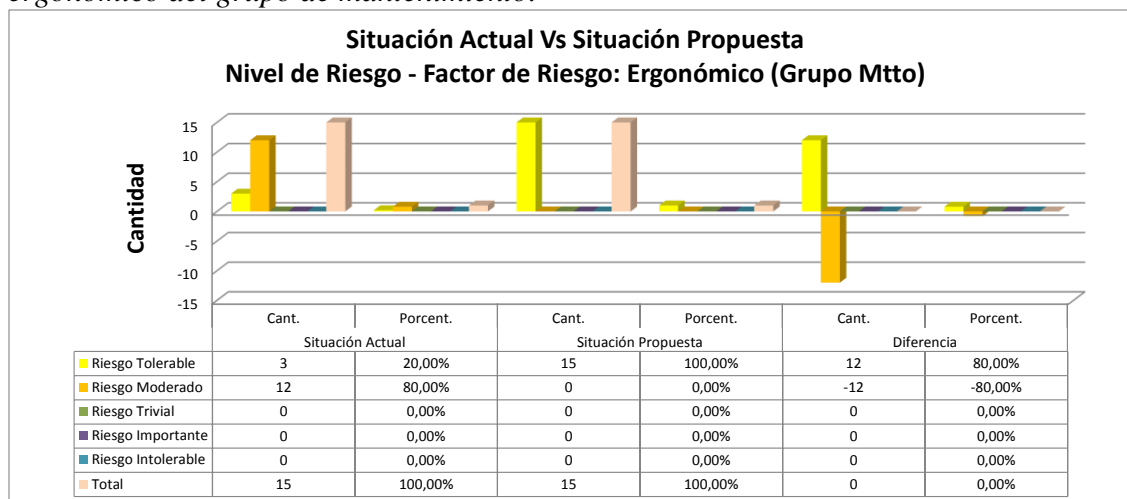 ergonómico del grupo de mantenimiento.
Situación Actual Vs Situación Propuesta
Nivel de Riesgo - Factor de Riesgo: Ergonómico (Grupo Mtto)
Cantidad
15
10
5
0
-5
-10
-15
Cant. Porcent. Cant. Porcent. Cant. Porcent.
Situación Actual Situación Propuesta Diferencia
Riesgo Tolerable 3 20,00% 15 100,00% 12 80,00%
Riesgo Moderado 12 80,00% 0 0,00% -12 -80,00%
Riesgo Trivial 0 0,00% 0 0,00% 0 0,00%
Riesgo Importante 0 0,00% 0 0,00% 0 0,00%
Riesgo Intolerable 0 0,00% 0 0,00% 0 0,00%
Total 15 100,00% 15 100,00% 0 0,00%